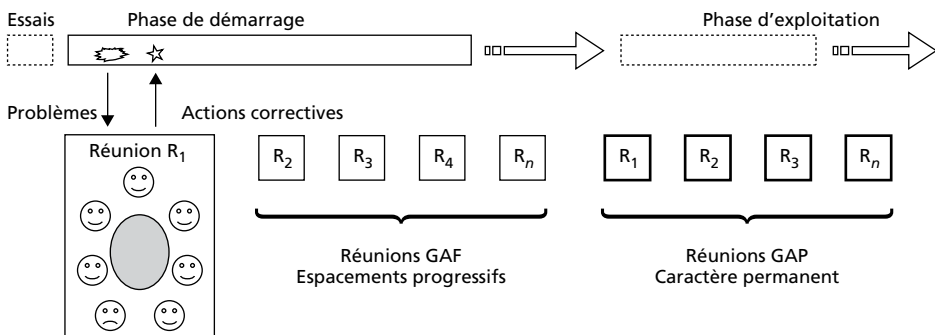 Essais
Phase de démarrage
Phase d'exploitation
Problèmes
Actions correctives
Réunion R1
R2
R3
R4
Rn
R1
R2
R3
Rn
Réunions GAF
Espacements progressifs
Réunions GAP
Caractère permanent